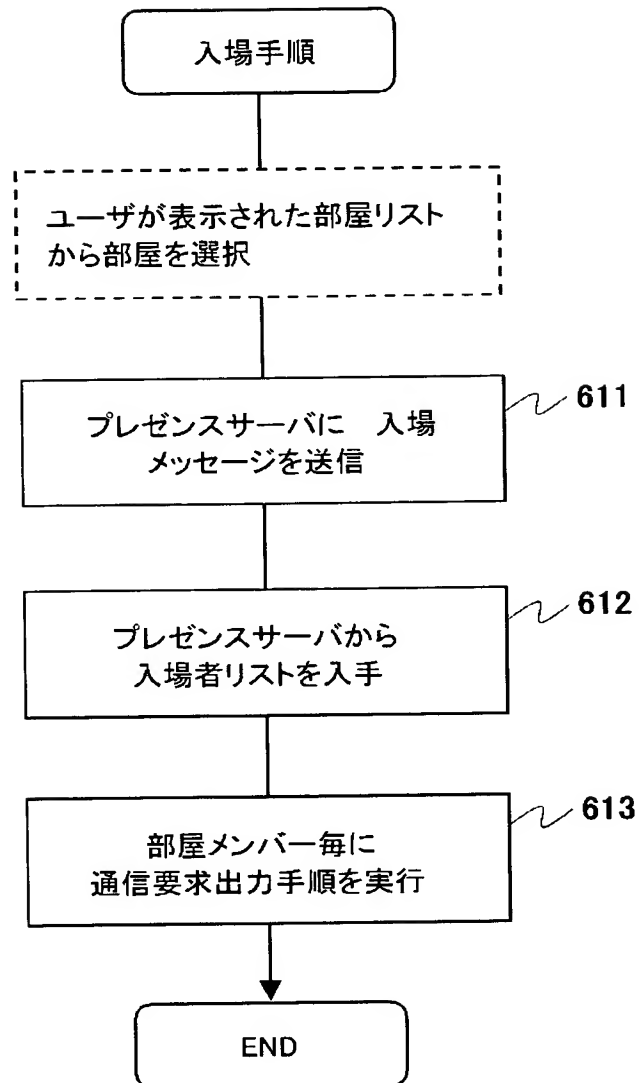 入場手順
ユーザが表示された部屋リスト
から部屋を選択
611
プレゼンスサーバに 入場
メッセージを送信
612
プレゼンスサーバから
入場者リストを入手
613
部屋メンバー毎に
通信要求出力手順を実行
END